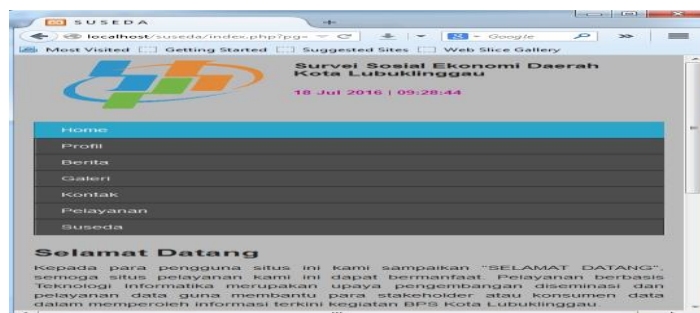 SUSEDA
localhost/suseda/index.php?pg=
Google
Most Visited Getting Started Suggested Sites Web Slice Gallery
Survei Sosial Ekonomi Daerah
Kota Lubuklinggau
18 Jul 2016 | 09:28:44
Home
Profil
Berita
Galeri
Kontak
Pelayanan
Suseda
Selamat Datang
Kepada para pengguna situs ini kami sampaikan "SELAMAT DATANG",
semoga situs pelayanan kami ini dapat bermanfaat. Pelayanan berbasis
Teknologi Informatika merupakan upaya pengembangan diseminasi dan
pelayanan data guna membantu para stakeholder atau konsumen data
dalam memperoleh informasi terkini kegiatan BPS Kota Lubuklinggau.